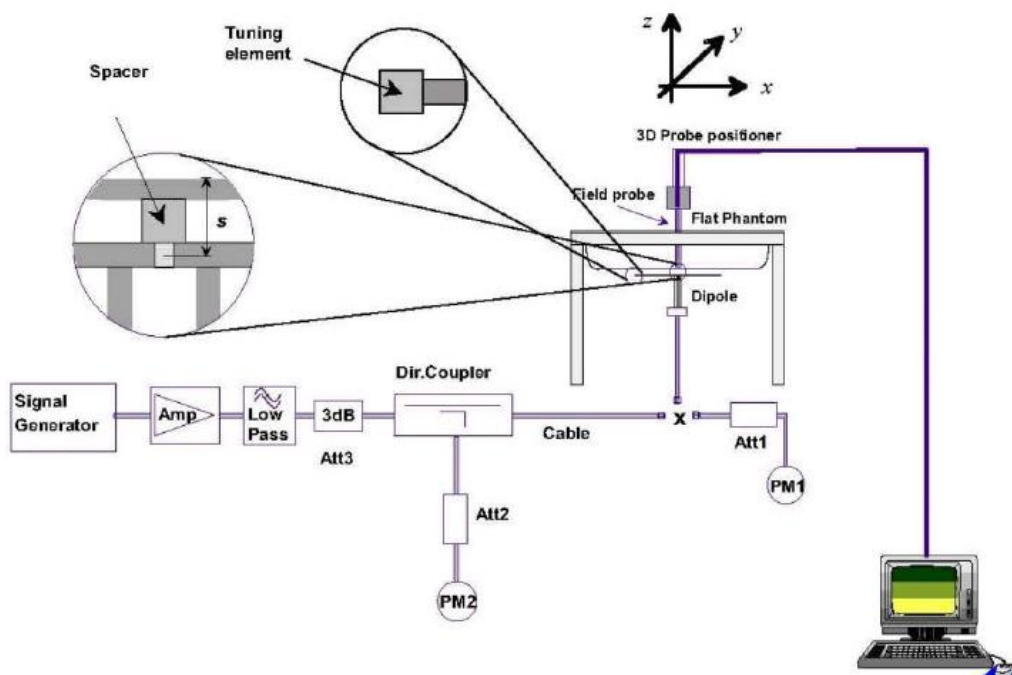 Tuning
element
Spacer
z
y
x
3D Probe positioner
Field probe
Flat Phantom
s
Dipole
Dir.Coupler
Signal
Generator
Amp
Low
Pass
3dB
Att3
Cable
x
Att1
PM1
Att2
PM2